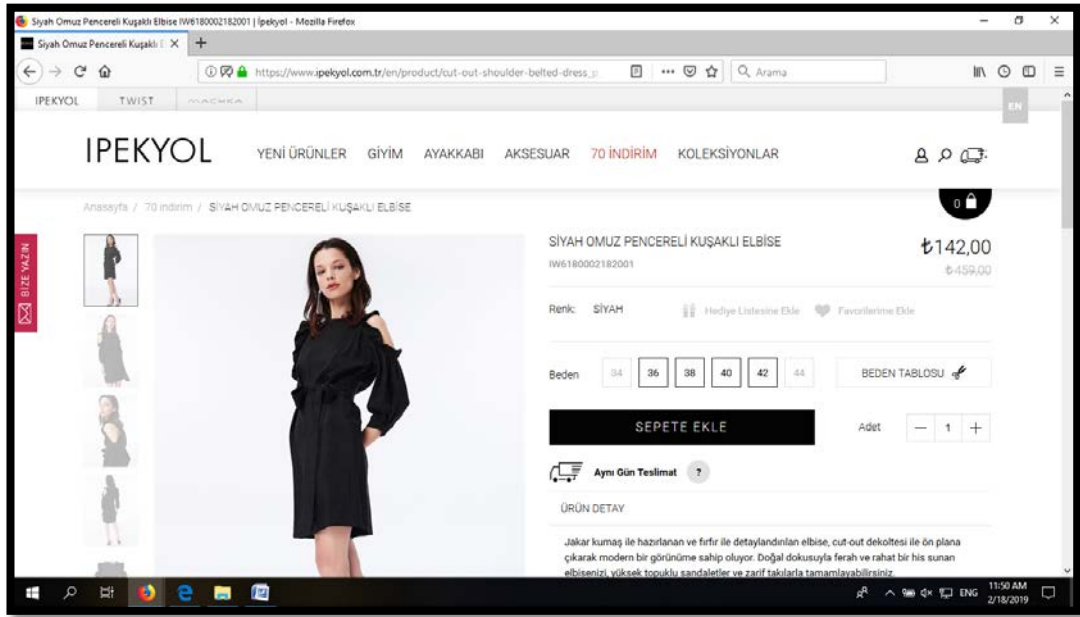 Siyah Omuz Pencereli Kuşaklı Elbise IW6180002182001 | İpekyol - Mozilla Firefox
Siyah Omuz Pencereli Kuşaklı E
https://www.ipekyol.com.tr/en/product/cut-out-shoulder-belted-dress_p
Arama
IPEKYOL TWIST MACHKA
EN
IPEKYOL
YENİ ÜRÜNLER GİYİM AYAKKABI AKSESUAR 70 İNDİRİM KOLEKSİYONLAR
Anasayfa / 70 indirim / SİYAH OMUZ PENCERELİ KUŞAKLI ELBİSE
0
BİZE YAZIN
SİYAH OMUZ PENCERELİ KUŞAKLI ELBİSE
₺142,00
IW6180002182001
₺459,00
Renk: SİYAH Hediye Listesine Ekle Favorilerime Ekle
Beden 34 36 38 40 42 44 BEDEN TABLOSU
SEPETE EKLE Adet — 1 +
Aynı Gün Teslimat ?
ÜRÜN DETAY
Jakar kumaş ile hazırlanan ve fırfır ile detaylandırılan elbise, cut-out dekoltesi ile ön plana
çıkarak modern bir görünüme sahip oluyor. Doğal dokusuyla ferah ve rahat bir his sunan
elbisenizi, yüksek topuklu sandaletler ve zarif takılarla tamamlayabilirsiniz.
ENG
11:50 AM
2/18/2019